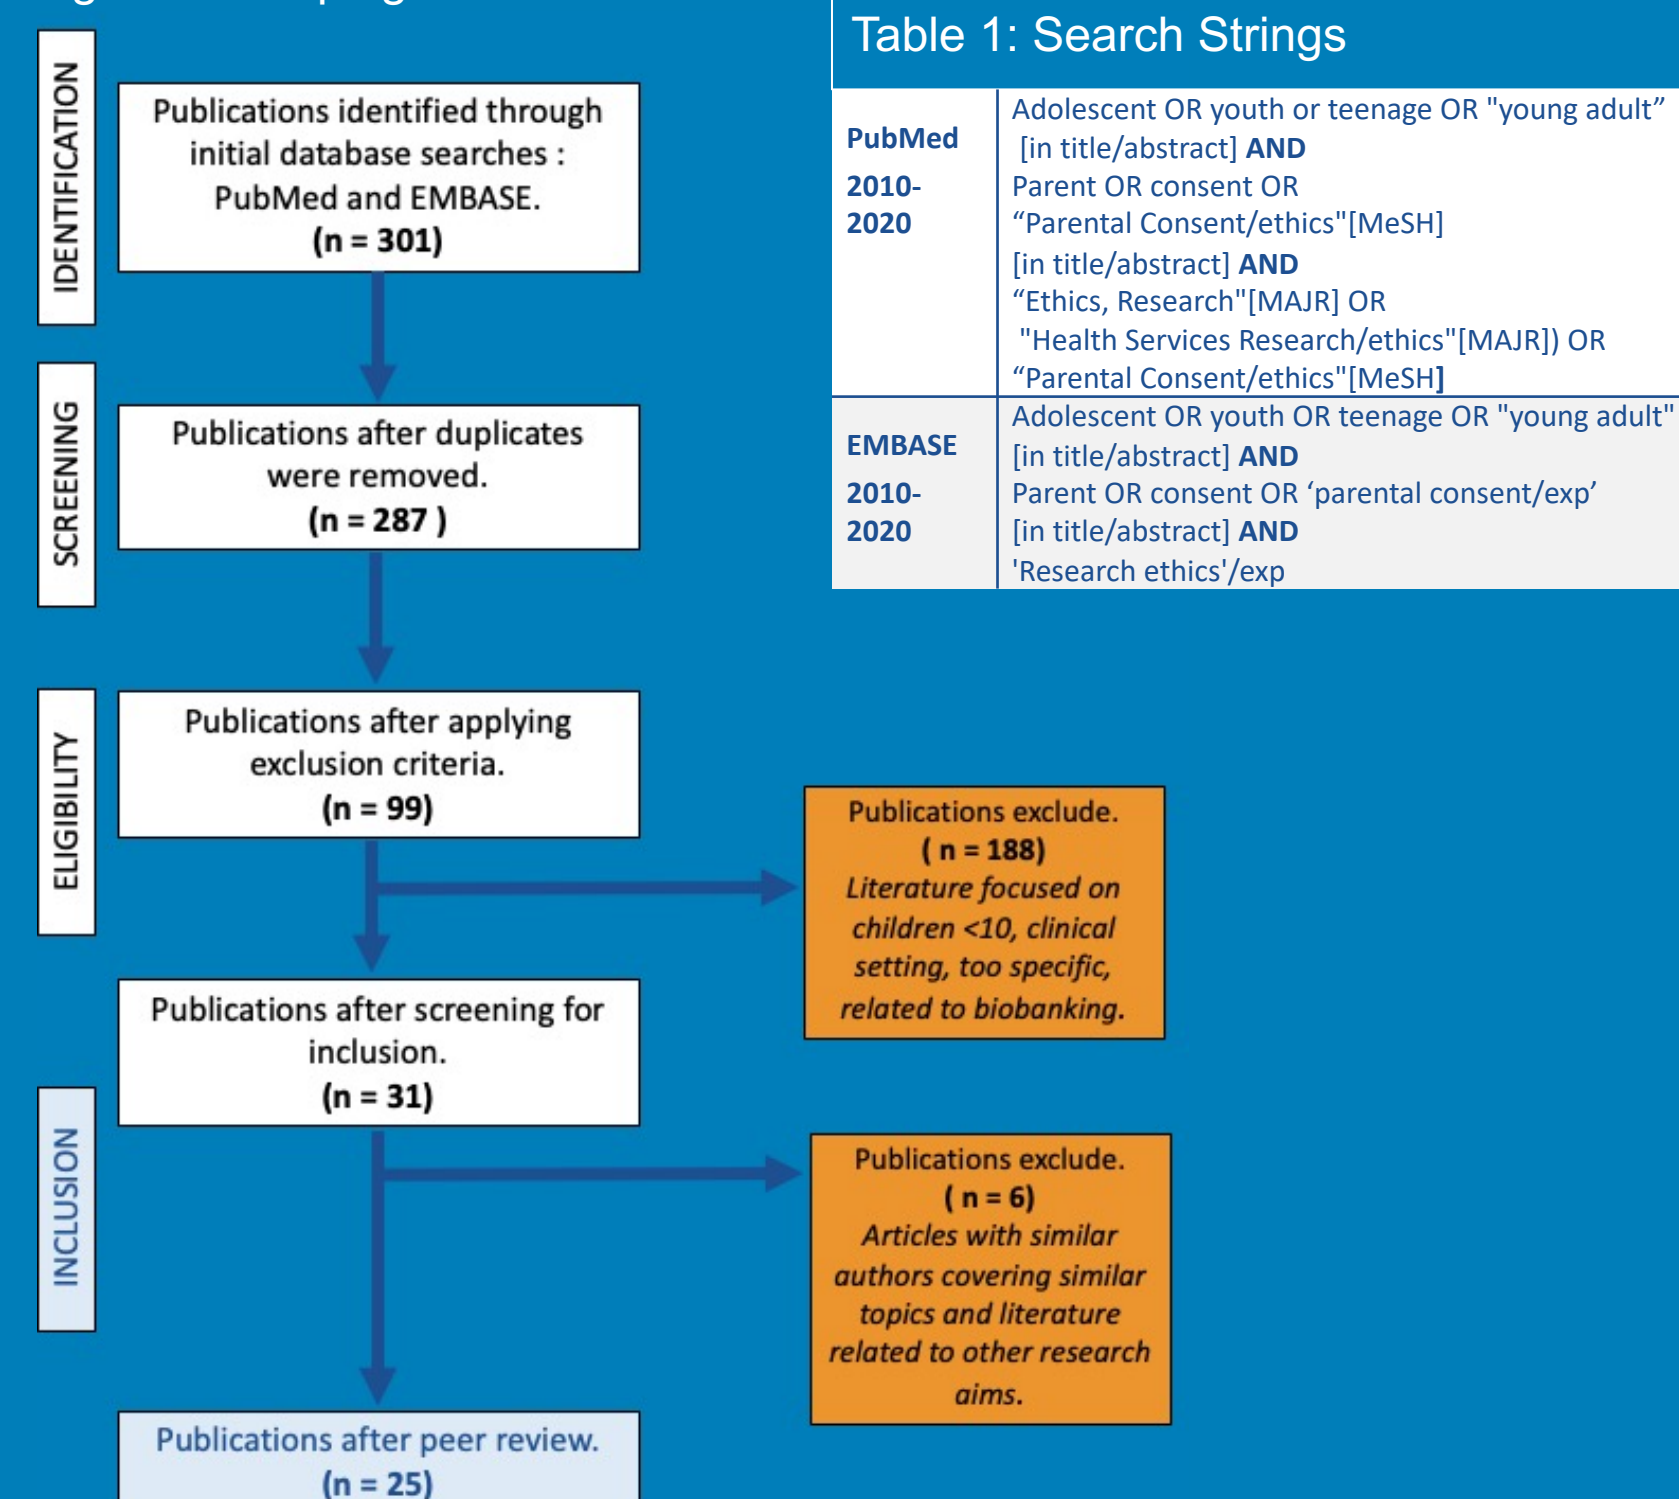 IDENTIFICATION
Publications identified through
initial database searches :
PubMed and EMBASE.
(n = 301)
SCREENING
Publications after duplicates
were removed.
(n = 287 )
ELIGIBILITY
Publications after applying
exclusion criteria.
(n = 99)
Publications exclude.
( n = 188)
Literature focused on
children <10, clinical
setting, too specific,
related to biobanking.
Publications after screening for
inclusion.
(n = 31)
INCLUSION
Publications exclude.
( n = 6)
Articles with similar
authors covering similar
topics and literature
related to other research
aims.
Publications after peer review.
(n = 25)
Table 1: Search Strings
PubMed
2010-
2020
Adolescent OR youth or teenage OR "young adult”
[in title/abstract] AND
Parent OR consent OR
“Parental Consent/ethics"[MeSH]
[in title/abstract] AND
“Ethics, Research"[MAJR] OR
"Health Services Research/ethics"[MAJR]) OR
“Parental Consent/ethics"[MeSH]
EMBASE
2010-
2020
Adolescent OR youth OR teenage OR "young adult"
[in title/abstract] AND
Parent OR consent OR ‘parental consent/exp’
[in title/abstract] AND
'Research ethics'/exp